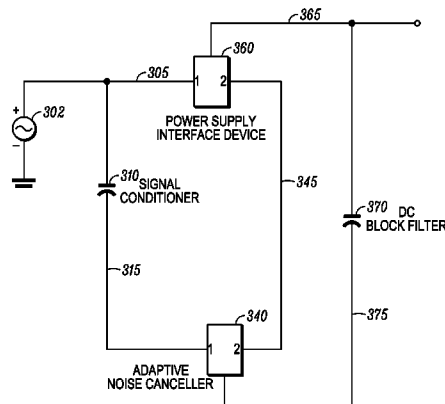 365
360
305
1 2
+
302
−
POWER SUPPLY
INTERFACE DEVICE
310
SIGNAL
CONDITIONER
345
370
DC
BLOCK FILTER
315
340
375
1 2
ADAPTIVE
NOISE CANCELLER